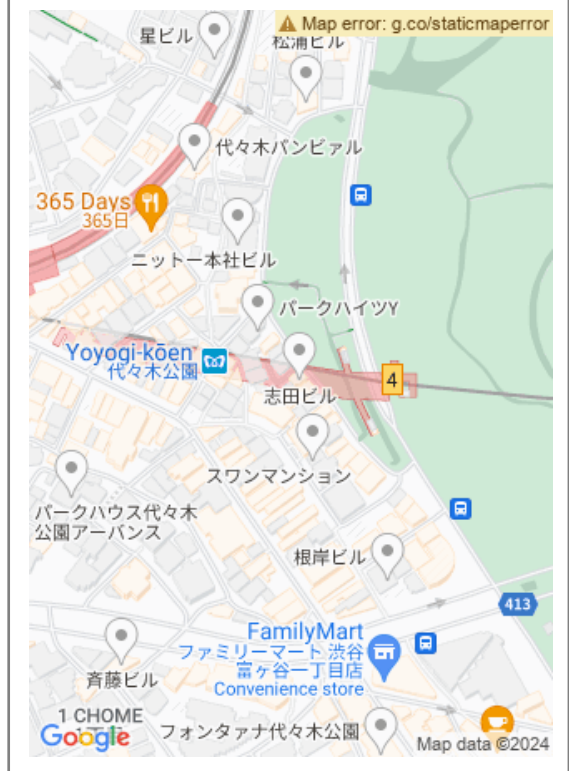 Map error: g.co/staticmaperror
星ビル
松浦ビル
代々木パンビァル
365 Days
365日
ニットー本社ビル
パークハイツY
Yoyogi-kōen
代々木公園
4
志田ビル
スワンマンション
パークハウス代々木
公園アーバンス
根岸ビル
413
FamilyMart
ファミリーマート 渋谷
富ヶ谷一丁目店
Convenience store
斉藤ビル
1 CHOME
Google
フォンタァナ代々木公園
Map data ©2024